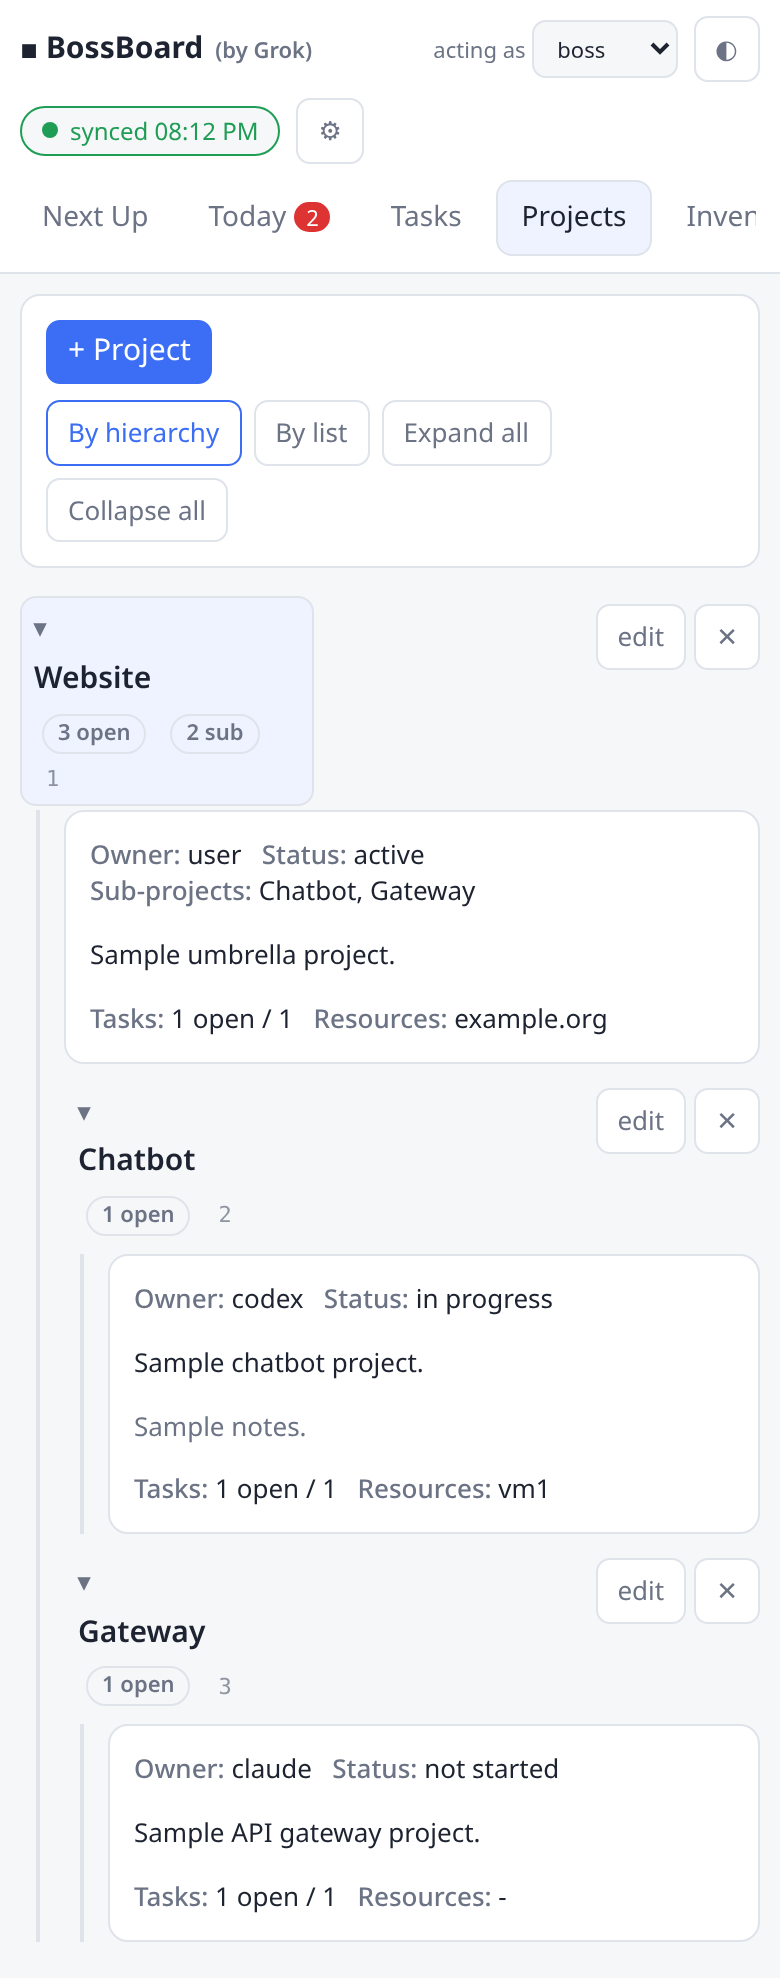 ■ BossBoard (by Grok) acting as boss
synced 08:12 PM
Next Up Today 2 Tasks Projects Inven
+ Project
By hierarchy By list Expand all
Collapse all
▼ edit ✕
Website
3 open 2 sub
1
Owner: user Status: active
Sub-projects: Chatbot, Gateway
Sample umbrella project.
Tasks: 1 open / 1 Resources: example.org
▼ edit ✕
Chatbot
1 open 2
Owner: codex Status: in progress
Sample chatbot project.
Sample notes.
Tasks: 1 open / 1 Resources: vm1
▼ edit ✕
Gateway
1 open 3
Owner: claude Status: not started
Sample API gateway project.
Tasks: 1 open / 1 Resources: -